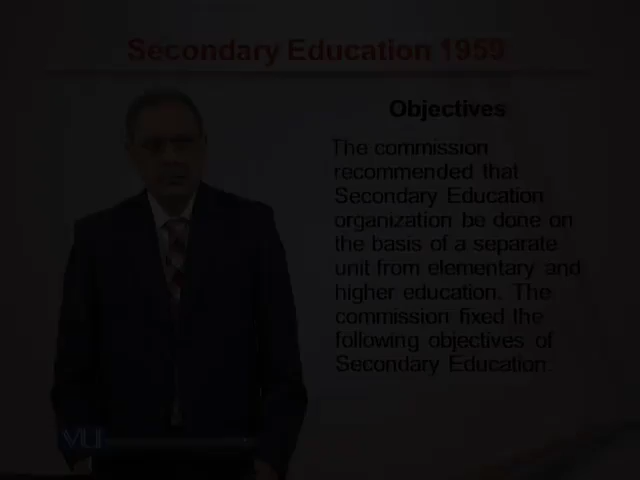 Secondary Education 1959
Objectives
The commission
recommended that
Secondary Education
organization be done on
the basis of a separate
unit from elementary and
higher education. The
commission fixed the
following objectives of
Secondary Education.